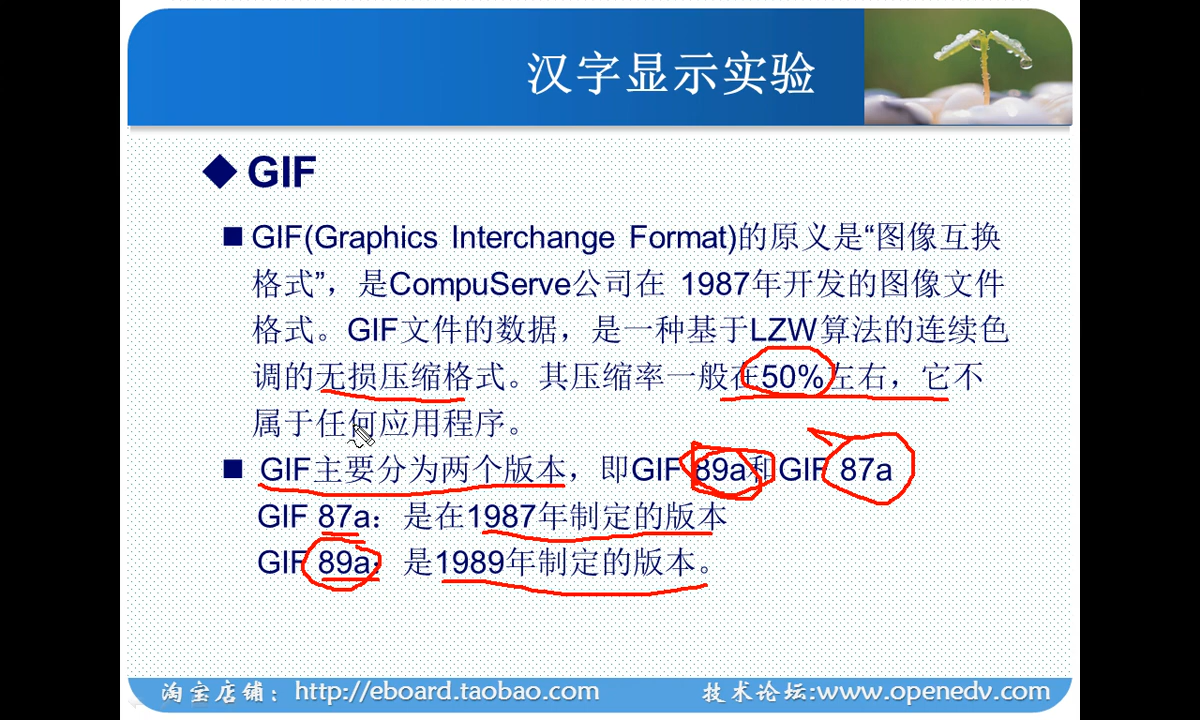 汉字显示实验
GIF
GIF(Graphics Interchange Format)的原义是“图像互换
格式”，是CompuServe公司在 1987年开发的图像文件
格式。GIF文件的数据，是一种基于LZW算法的连续色
调的无损压缩格式。其压缩率一般在50%左右，它不
属于任何应用程序。
GIF主要分为两个版本，即GIF 89a和GIF 87a
GIF 87a：是在1987年制定的版本
GIF 89a：是1989年制定的版本。
淘宝店铺：http://eboard.taobao.com 技术论坛:www.openedv.com